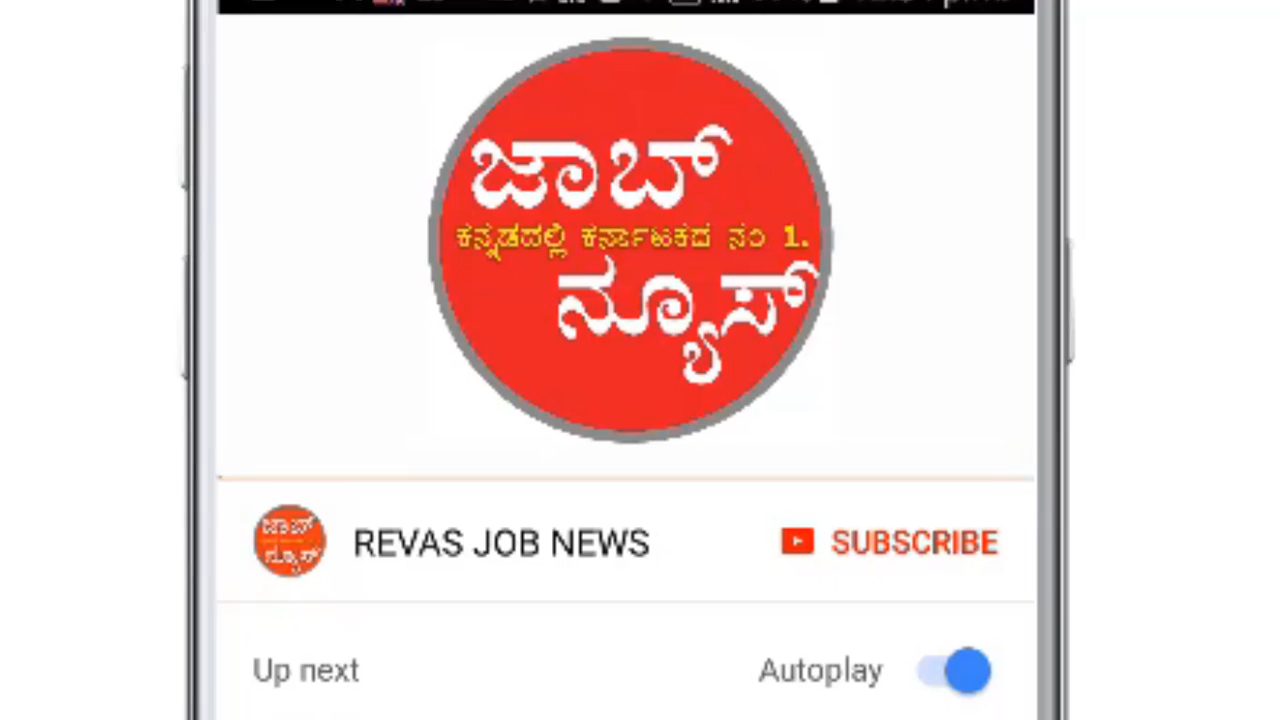 ಜಾಬ್
ಕನ್ನಡದಲ್ಲಿ ಕರ್ನಾಟಕದ ನಂ 1.
ನ್ಯೂಸ್
ಜಾಬ್
ನ್ಯೂಸ್
REVAS JOB NEWS
SUBSCRIBE
Up next
Autoplay